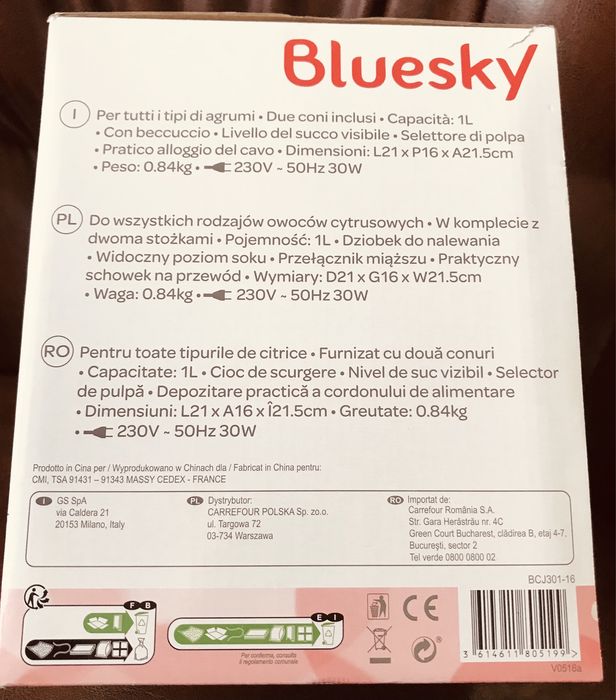 Bluesky
I Per tutti i tipi di agrumi • Due coni inclusi • Capacità: 1L
• Con beccuccio • Livello del succo visibile • Selettore di polpa
• Pratico alloggio del cavo • Dimensioni: L21 x P16 x A21.5cm
• Peso: 0.84kg • 230V ~ 50Hz 30W
PL Do wszystkich rodzajów owoców cytrusowych • W komplecie z
dwoma stożkami • Pojemność: 1L • Dziobek do nalewania
• Widoczny poziom soku • Przełącznik miąższu • Praktyczny
schowek na przewód • Wymiary: D21 x G16 x W21.5cm
• Waga: 0.84kg • 230V ~ 50Hz 30W
RO Pentru toate tipurile de citrice • Furnizat cu două conuri
• Capacitate: 1L • Cioc de scurgere • Nivel de suc vizibil • Selector
de pulpă • Depozitare practică a cordonului de alimentare
• Dimensiuni: L21 x A16 x Î21.5cm • Greutate: 0.84kg
• 230V ~ 50Hz 30W
Prodotto in Cina per / Wyprodukowano w Chinach dla / Fabricat in China pentru:
CMI, TSA 91431 – 91343 MASSY CEDEX - FRANCE
I GS SpA
via Caldera 21
20153 Milano, Italy
PL Dystrybutor:
CARREFOUR POLSKA Sp. zo.o.
ul. Targowa 72
03-734 Warszawa
RO Importat de:
Carrefour România S.A.
Str. Gara Herăstrău nr. 4C
Green Court Bucharest, clădirea B, etaj 4-7,
Bucureşti, sector 2
Tel verde 0800 0800 02
BCJ301-16
F B
E I
Per conferma, consulta
il regolamento comunale
CE
3 614611 805199 >
V0518a